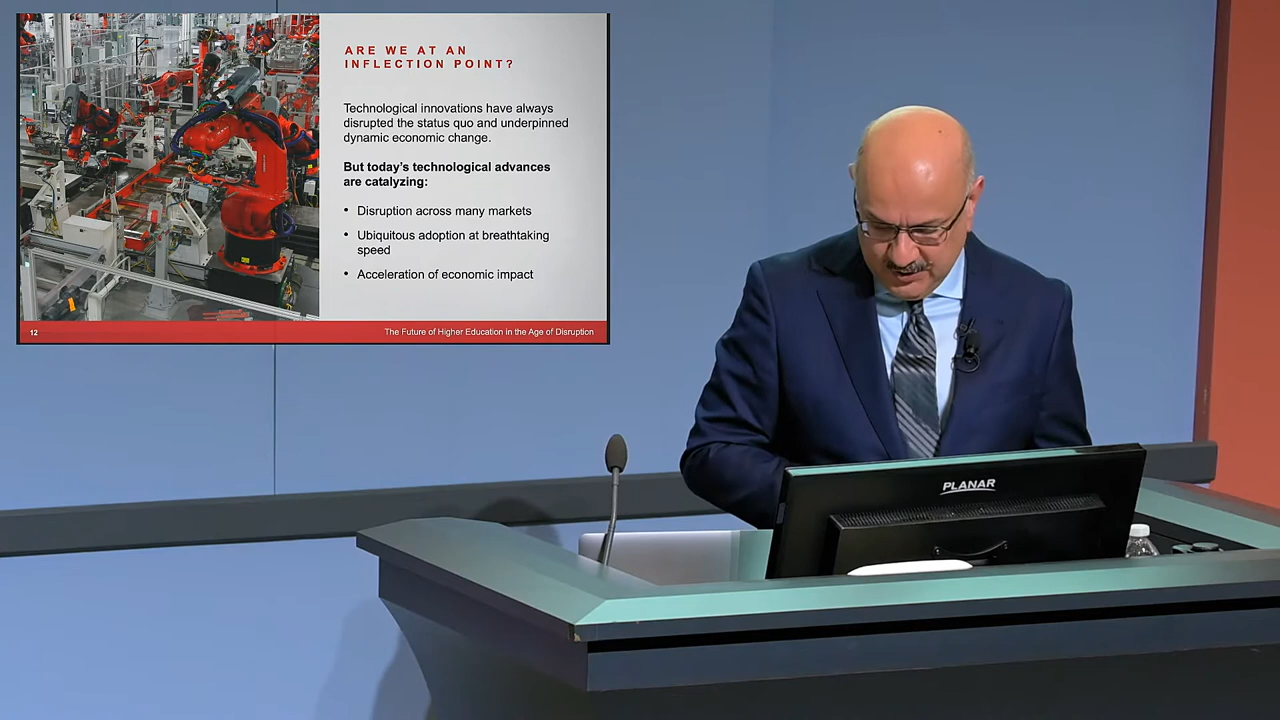 ARE WE AT AN
INFLECTION POINT?
Technological innovations have always
disrupted the status quo and underpinned
dynamic economic change.
But today's technological advances
are catalyzing:
• Disruption across many markets
• Ubiquitous adoption at breathtaking
speed
• Acceleration of economic impact
12
The Future of Higher Education in the Age of Disruption
PLANAR